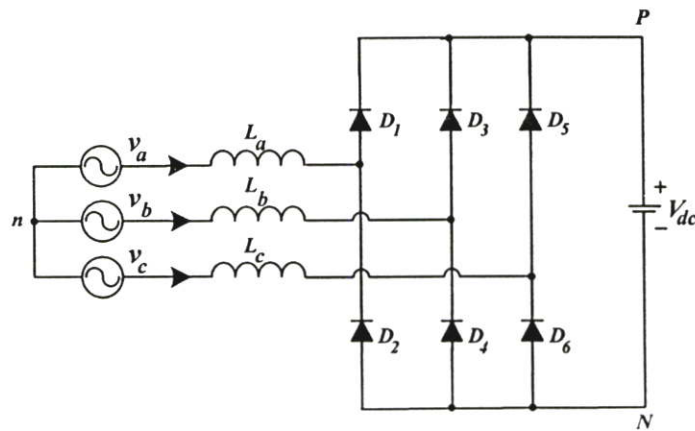 P
v_a
L_a
D_1
D_3
D_5
v_b
L_b
n
+
V_dc
−
v_c
L_c
D_2
D_4
D_6
N